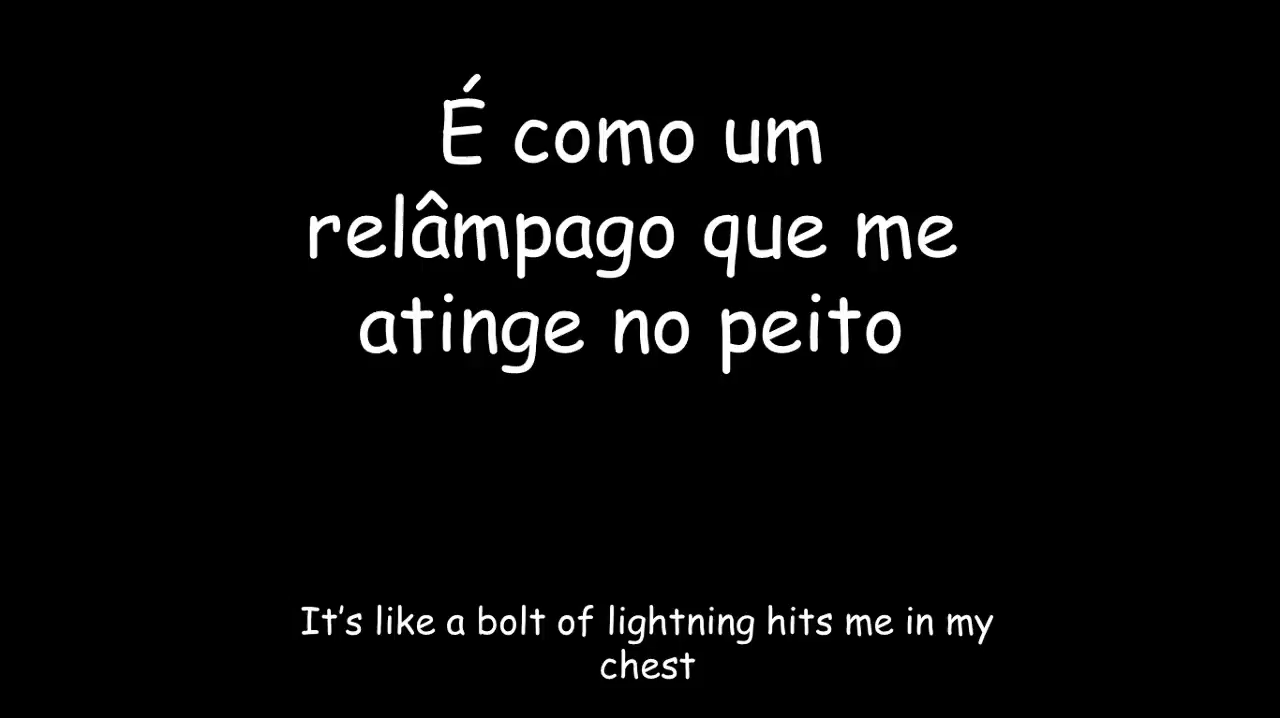 É como um
relâmpago que me
atinge no peito
It’s like a bolt of lightning hits me in my
chest